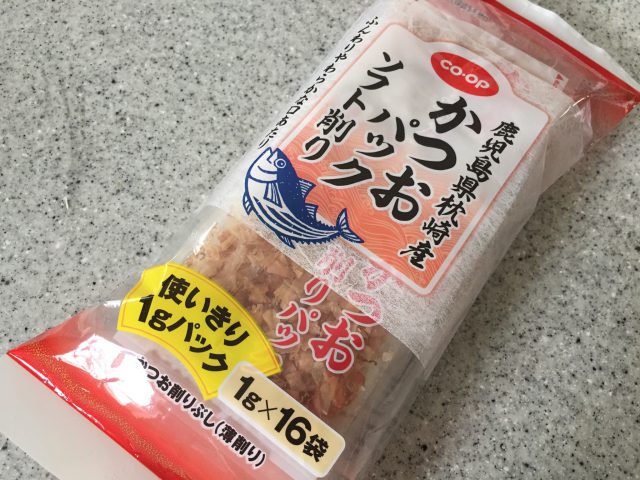 CO·OP
鹿児島県枕崎産
かつおパック
ソフト削り
ふんわりやわらかな口あたり
かつお
削りパック
使いきり
1gパック
1g×16袋
かつお削りぶし(薄削り)